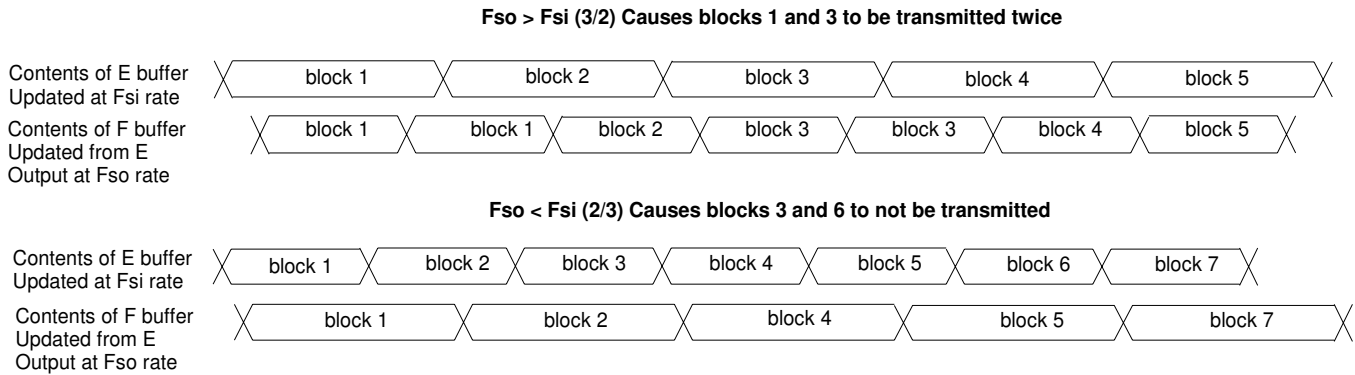 Fso > Fsi (3/2) Causes blocks 1 and 3 to be transmitted twice
Contents of E buffer
Updated at Fsi rate
block 1
block 2
block 3
block 4
block 5
Contents of F buffer
Updated from E
Output at Fso rate
block 1
block 1
block 2
block 3
block 3
block 4
block 5
Fso < Fsi (2/3) Causes blocks 3 and 6 to not be transmitted
Contents of E buffer
Updated at Fsi rate
block 1
block 2
block 3
block 4
block 5
block 6
block 7
Contents of F buffer
Updated from E
Output at Fso rate
block 1
block 2
block 4
block 5
block 7